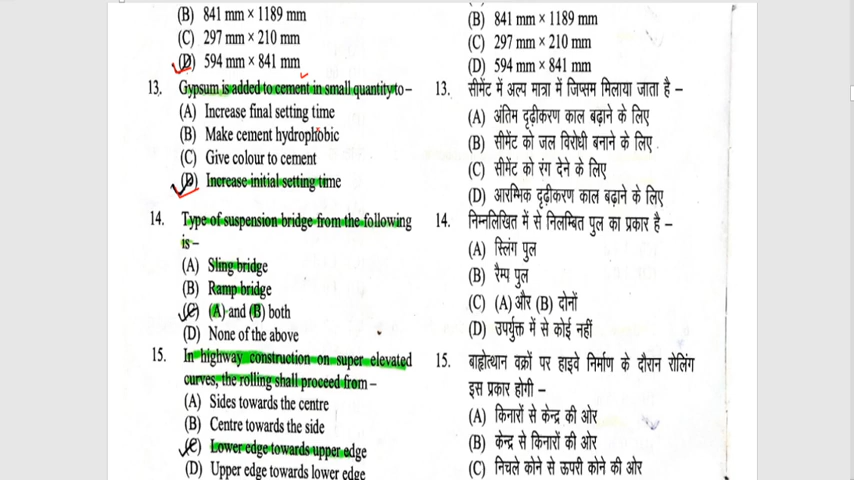 (B) 841 mm × 1189 mm
(C) 297 mm × 210 mm
(D) 594 mm × 841 mm
13. Gypsum is added to cement in small quantity to–
(A) Increase final setting time
(B) Make cement hydrophobic
(C) Give colour to cement
(D) Increase initial setting time
14. Type of suspension bridge from the following
is–
(A) Sling bridge
(B) Ramp bridge
(C) (A) and (B) both
(D) None of the above
15. In highway construction on super elevated
curves, the rolling shall proceed from–
(A) Sides towards the centre
(B) Centre towards the side
(C) Lower edge towards upper edge
(D) Upper edge towards lower edge
(B) 841 mm × 1189 mm
(C) 297 mm × 210 mm
(D) 594 mm × 841 mm
13. सीमेंट में अल्प मात्रा में जिप्सम मिलाया जाता है –
(A) अंतिम दृढ़ीकरण काल बढ़ाने के लिए
(B) सीमेंट को जल विरोधी बनाने के लिए
(C) सीमेंट को रंग देने के लिए
(D) आरम्भिक दृढ़ीकरण काल बढ़ाने के लिए
14. निम्नलिखित में से निलम्बित पुल का प्रकार है –
(A) स्लिंग पुल
(B) रैम्प पुल
(C) (A) और (B) दोनों
(D) उपर्युक्त में से कोई नहीं
15. बाह्योत्थान वक्रों पर हाइवे निर्माण के दौरान रोलिंग
इस प्रकार होगी –
(A) किनारों से केन्द्र की ओर
(B) केन्द्र से किनारों की ओर
(C) निचले कोने से ऊपरी कोने की ओर